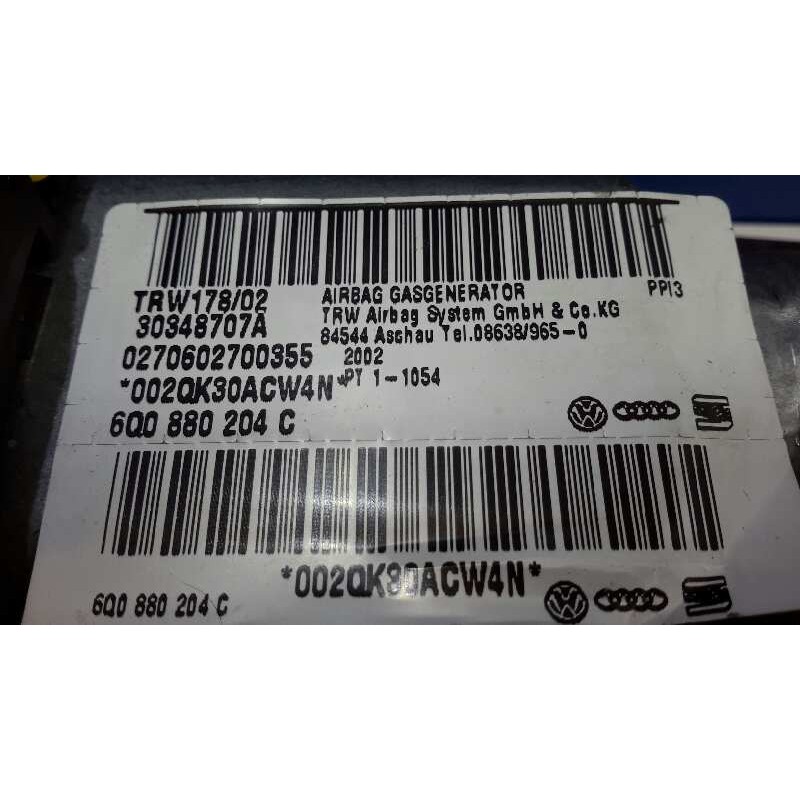 TRW178/02 AIRBAG GASGENERATOR PPI3
30348707A TRW Airbag System GmbH & Co.KG
84544 Aschau Tel.08638/965-0
0270602700355 2002
*002QK30ACW4N* PT 1-1054
6Q0 880 204 C
*002QK30ACW4N*
6Q0 880 204 C